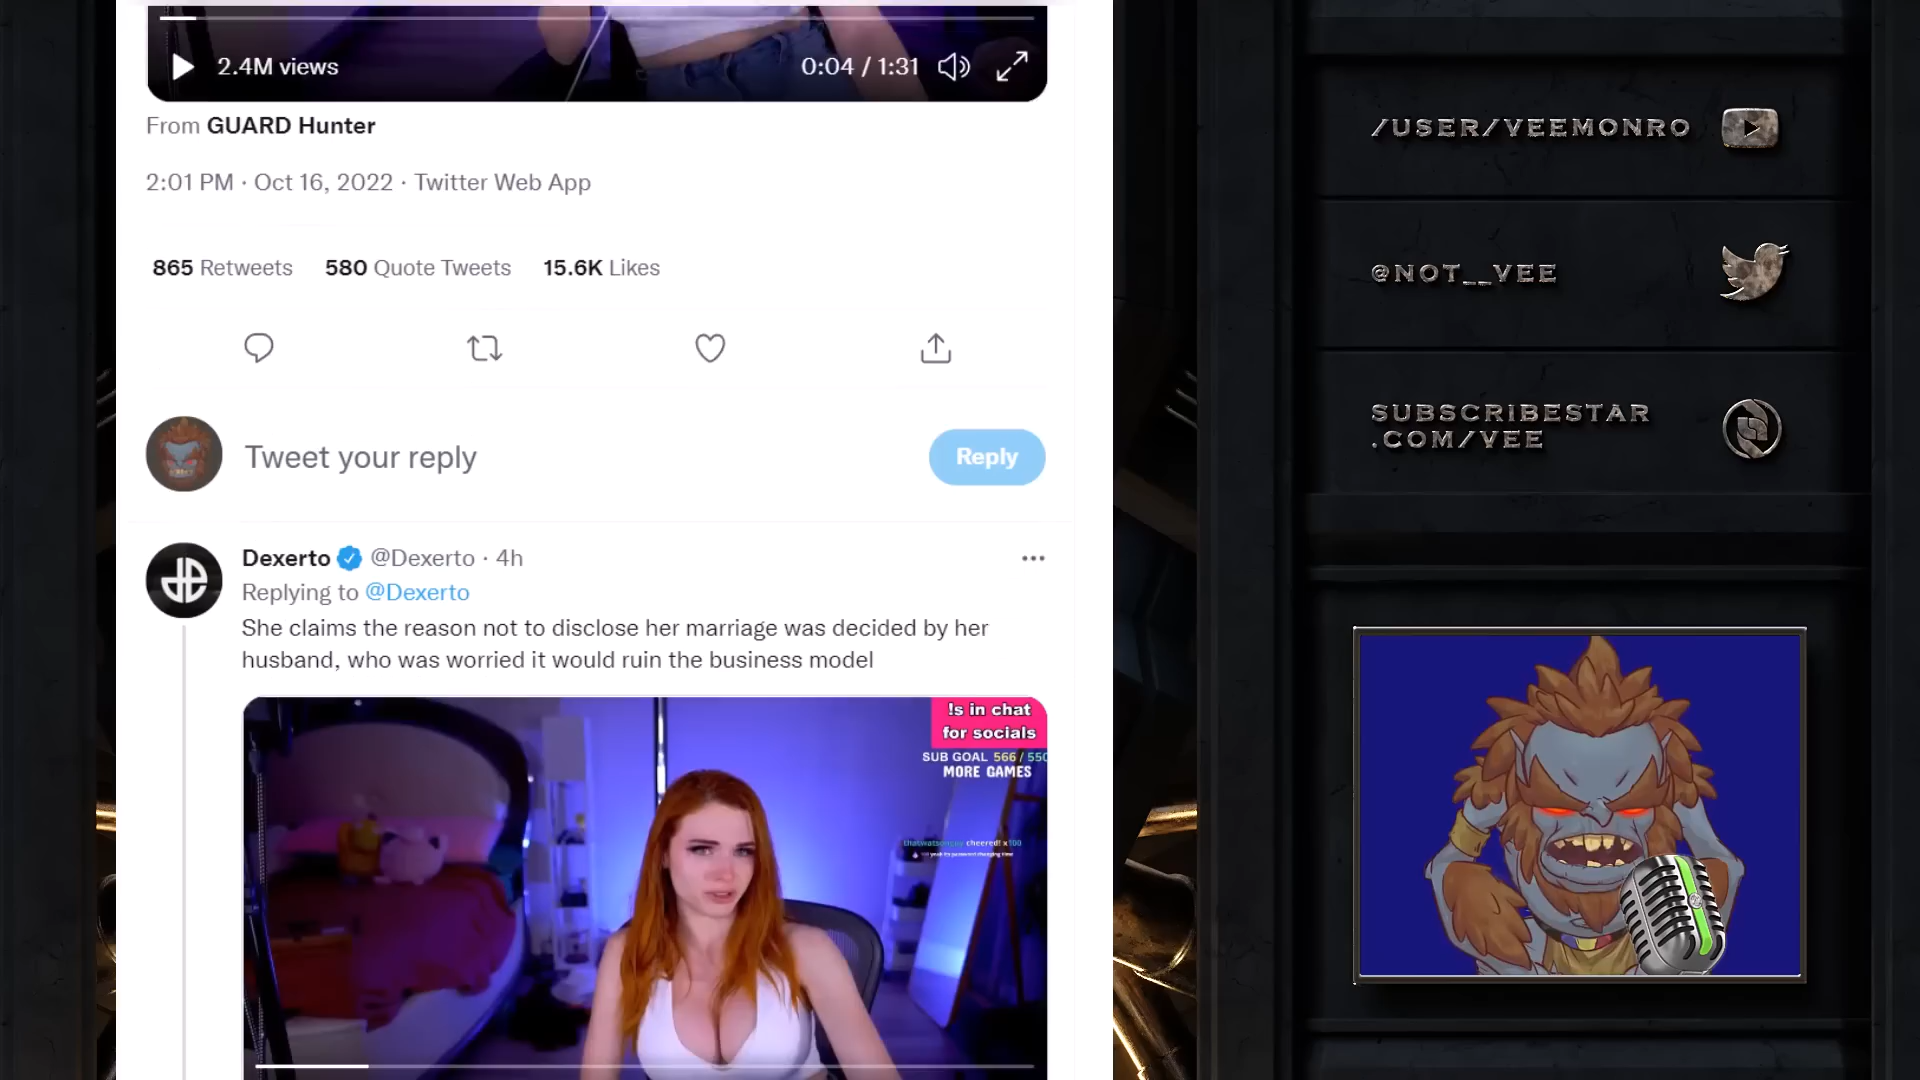 2.4M views
0:04 / 1:31
From GUARD Hunter
2:01 PM · Oct 16, 2022 · Twitter Web App
865 Retweets 580 Quote Tweets 15.6K Likes
Tweet your reply
Reply
Dexerto @Dexerto · 4h
Replying to @Dexerto
She claims the reason not to disclose her marriage was decided by her
husband, who was worried it would ruin the business model
!s in chat
for socials
SUB GOAL 566 / 550
MORE GAMES
cheered! x100
/USER/VEEMONRO
@NOT__VEE
SUBSCRIBESTAR
.COM/VEE